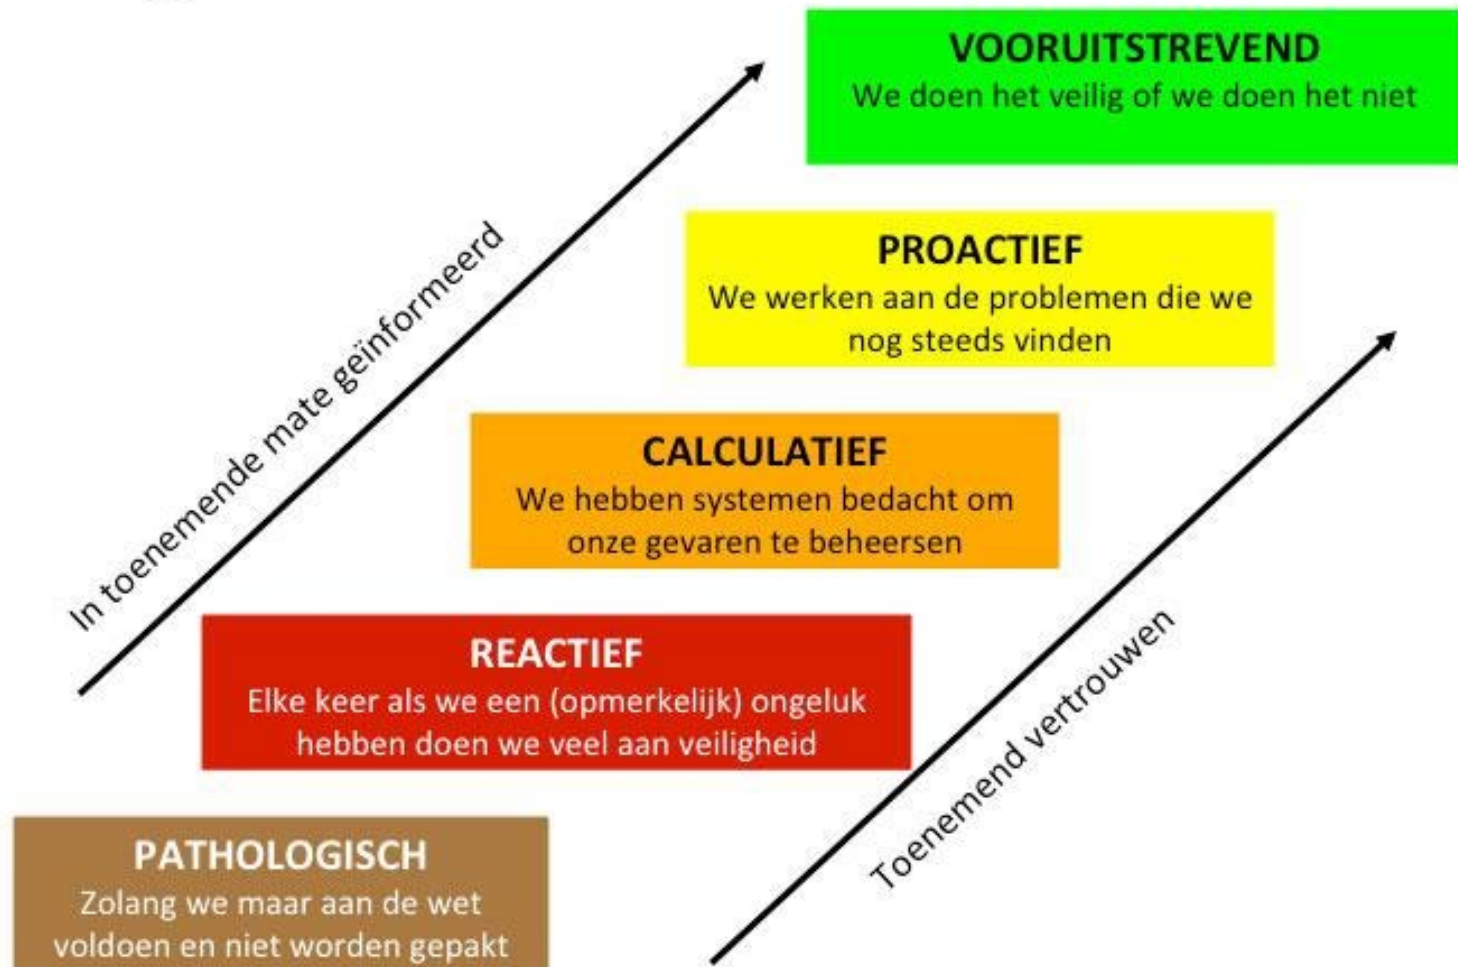 VOORUITSTREVEND
We doen het veilig of we doen het niet
PROACTIEF
We werken aan de problemen die we
nog steeds vinden
In toenemende mate geïnformeerd
CALCULATIEF
We hebben systemen bedacht om
onze gevaren te beheersen
REACTIEF
Elke keer als we een (opmerkelijk) ongeluk
hebben doen we veel aan veiligheid
Toenemend vertrouwen
PATHOLOGISCH
Zolang we maar aan de wet
voldoen en niet worden gepakt